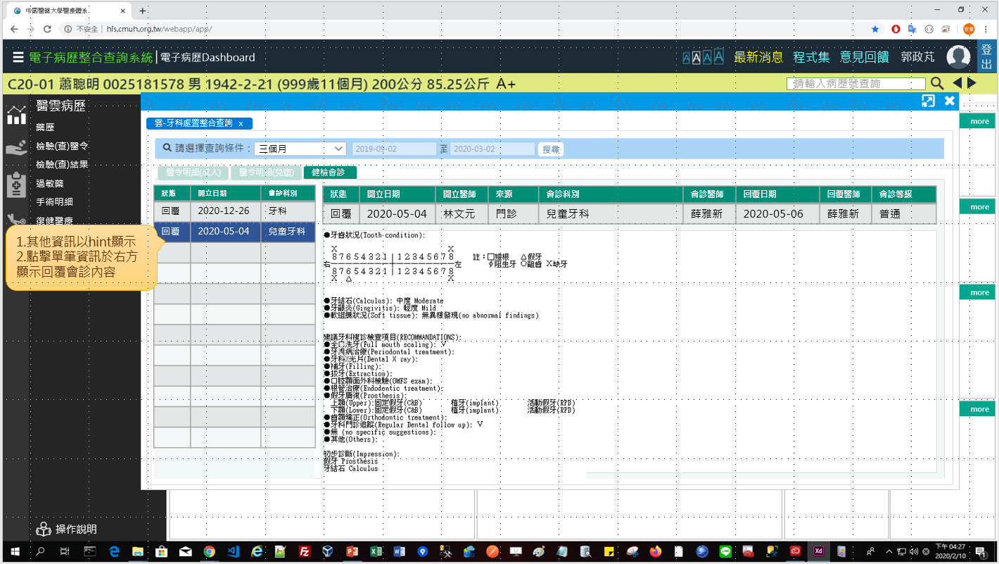 中國醫醫大學醫療體系
不安全 | his.cmuh.org.tw/webapp/app/
電子病歷整合查詢系統 | 電子病歷Dashboard
A A A A 最新消息 程式集 意見回饋 郭政芃 登出
C20-01 蕭聰明 0025181578 男 1942-2-21 (999歲11個月) 200公分 85.25公斤 A+
請輸入病歷號查詢
醫雲病歷
藥歷
檢驗(查)醫令
檢驗(查)結果
過敏藥
手術明細
復健醫療
1.其他資訊以hint顯示
2.點擊單筆資訊於右方
顯示回覆會診內容
操作說明
雲-牙科處置整合查詢 x
請選擇查詢條件： 三個月 2019-09-02 至 2020-03-02 搜尋
醫令明細(成人) 醫令明細(兒童) 健檢會診
狀態 開立日期 會診科別
回覆 2020-12-26 牙科
回覆 2020-05-04 兒童牙科
狀態 開立日期 開立醫師 來源 會診科別 會診醫師 回覆日期 回覆醫師 會診等級
回覆 2020-05-04 林文元 門診 兒童牙科 薛雅新 2020-05-06 薛雅新 普通
●牙齒狀況(Tooth condition):
X X
8 7 6 5 4 3 2 1 | 1 2 3 4 5 6 7 8 註：□殘根 △假牙
右————————┼————————左 ∮阻生牙 ○齲齒 X缺牙
8 7 6 5 4 3 2 1 | 1 2 3 4 5 6 7 8
X △ X
●牙結石(Calculus): 中度 Moderate
●牙齦炎(Gingivitis): 輕度 Mild
●軟組織狀況(Soft tissue): 無異樣發現(no abnormal findings)
建議牙科複診檢查項目(RECOMMANDATIONS):
●全口洗牙(Full mouth scaling): V
●牙周病治療(Periodontal treatment):
●牙科X光片(Dental X ray):
●補牙(Filling):
●拔牙(Extraction):
●口腔顎面外科檢驗(OMFS exam):
●根管治療(Endodontic treatment):
●假牙贋復(Prosthesis):
上顎(Upper):固定假牙(C&B) 植牙(implant) 活動假牙(RPD)
下顎(Lower):固定假牙(C&B) 植牙(implant) 活動假牙(RPD)
●齒顎矯正(Orthodontic treatment):
●牙科門診追蹤(Regular Dental follow up): V
●無 (no specific suggestions):
●其他(Others):
初步診斷(Impression):
假牙 Prosthesis
牙結石 Calculus
more
more
more
more
下午 04:27
2020/2/10